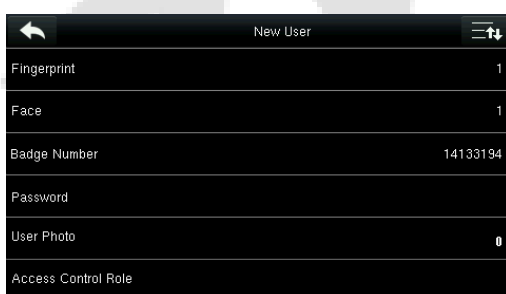 New User
Fingerprint 1
Face 1
Badge Number 14133194
Password
User Photo 0
Access Control Role